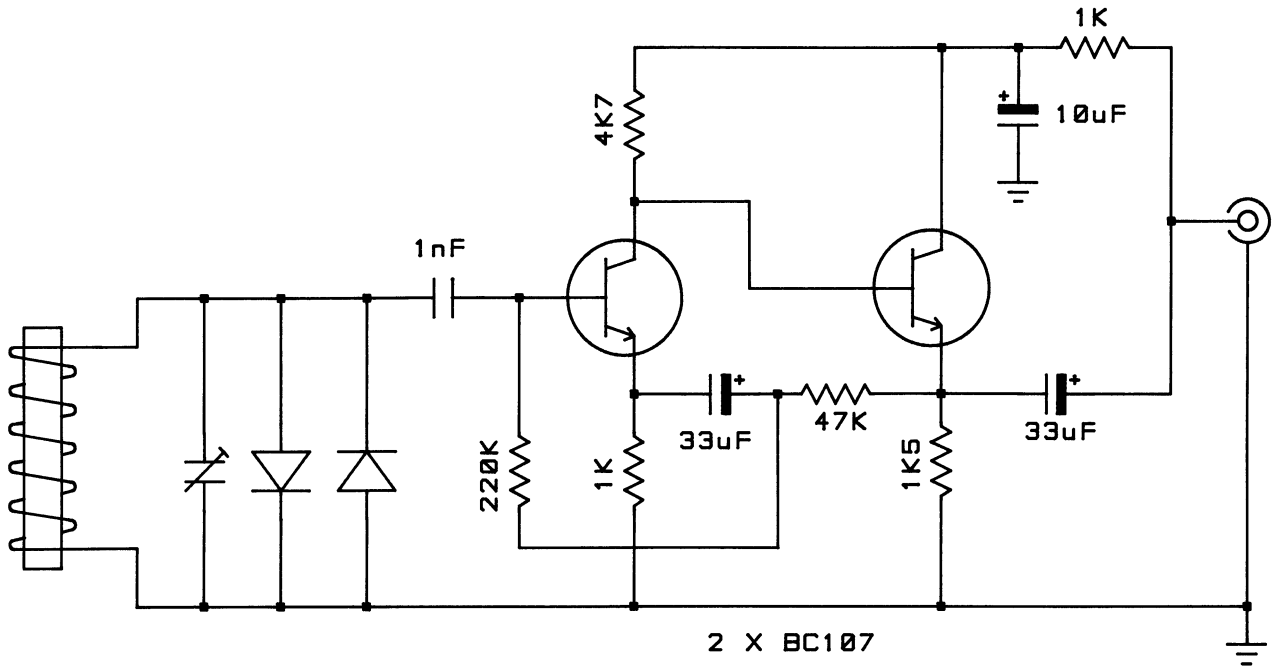 1K
4K7
+
10uF
1nF
+
+
33uF
47K
33uF
220K
1K
1K5
2 X BC107